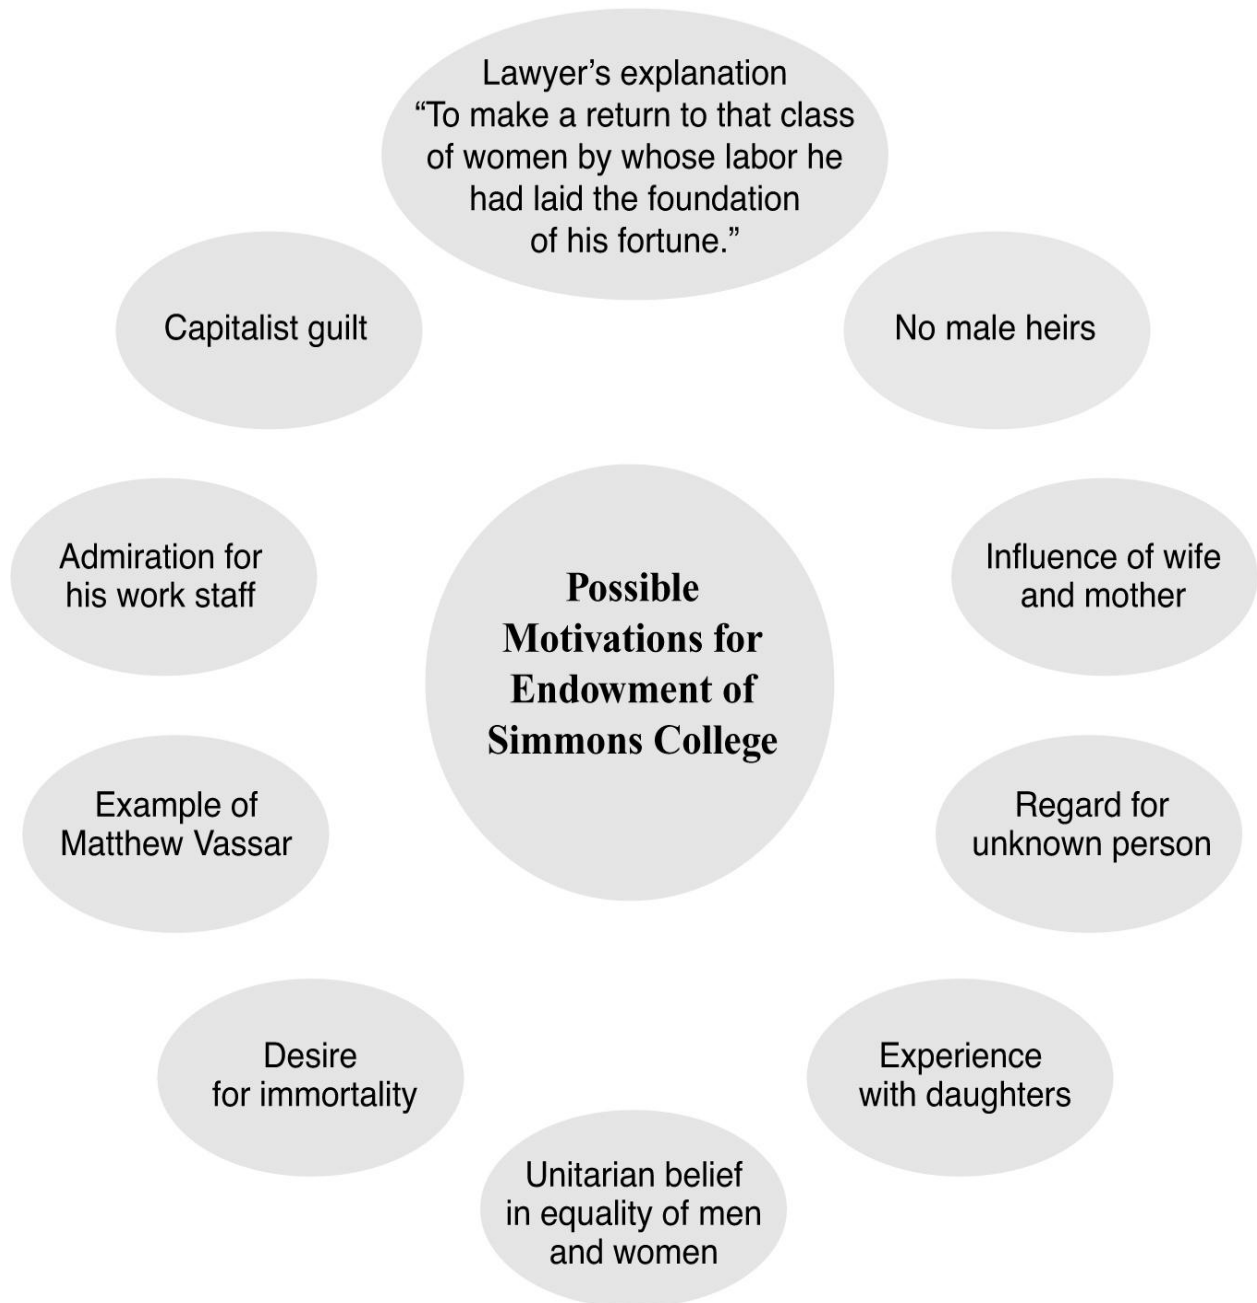 Lawyer’s explanation
“To make a return to that class
of women by whose labor he
had laid the foundation
of his fortune.”
Capitalist guilt
No male heirs
Admiration for
his work staff
Influence of wife
and mother
Possible
Motivations for
Endowment of
Simmons College
Example of
Matthew Vassar
Regard for
unknown person
Desire
for immortality
Experience
with daughters
Unitarian belief
in equality of men
and women